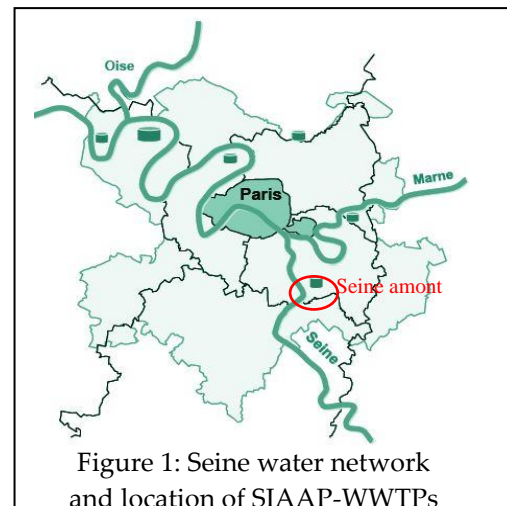 Oise
Marne
Paris
Seine amont
Seine
Figure 1: Seine water network
and location of SIAAP-WWTPs